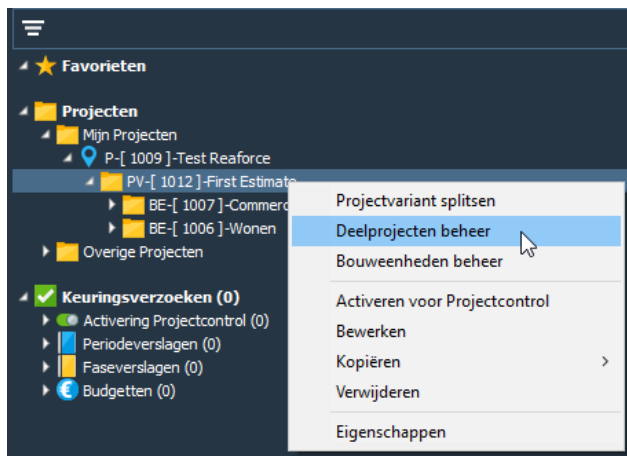 Favorieten
Projecten
Mijn Projecten
P-[ 1009 ]-Test Reaforce
PV-[ 1012 ]-First Estimate
BE-[ 1007 ]-Commerc
BE-[ 1006 ]-Wonen
Overige Projecten
Keuringsverzoeken (0)
Activering Projectcontrol (0)
Periodeverslagen (0)
Faseverslagen (0)
Budgetten (0)
Projectvariant splitsen
Deelprojecten beheer
Bouweenheden beheer
Activeren voor Projectcontrol
Bewerken
Kopiëren
Verwijderen
Eigenschappen